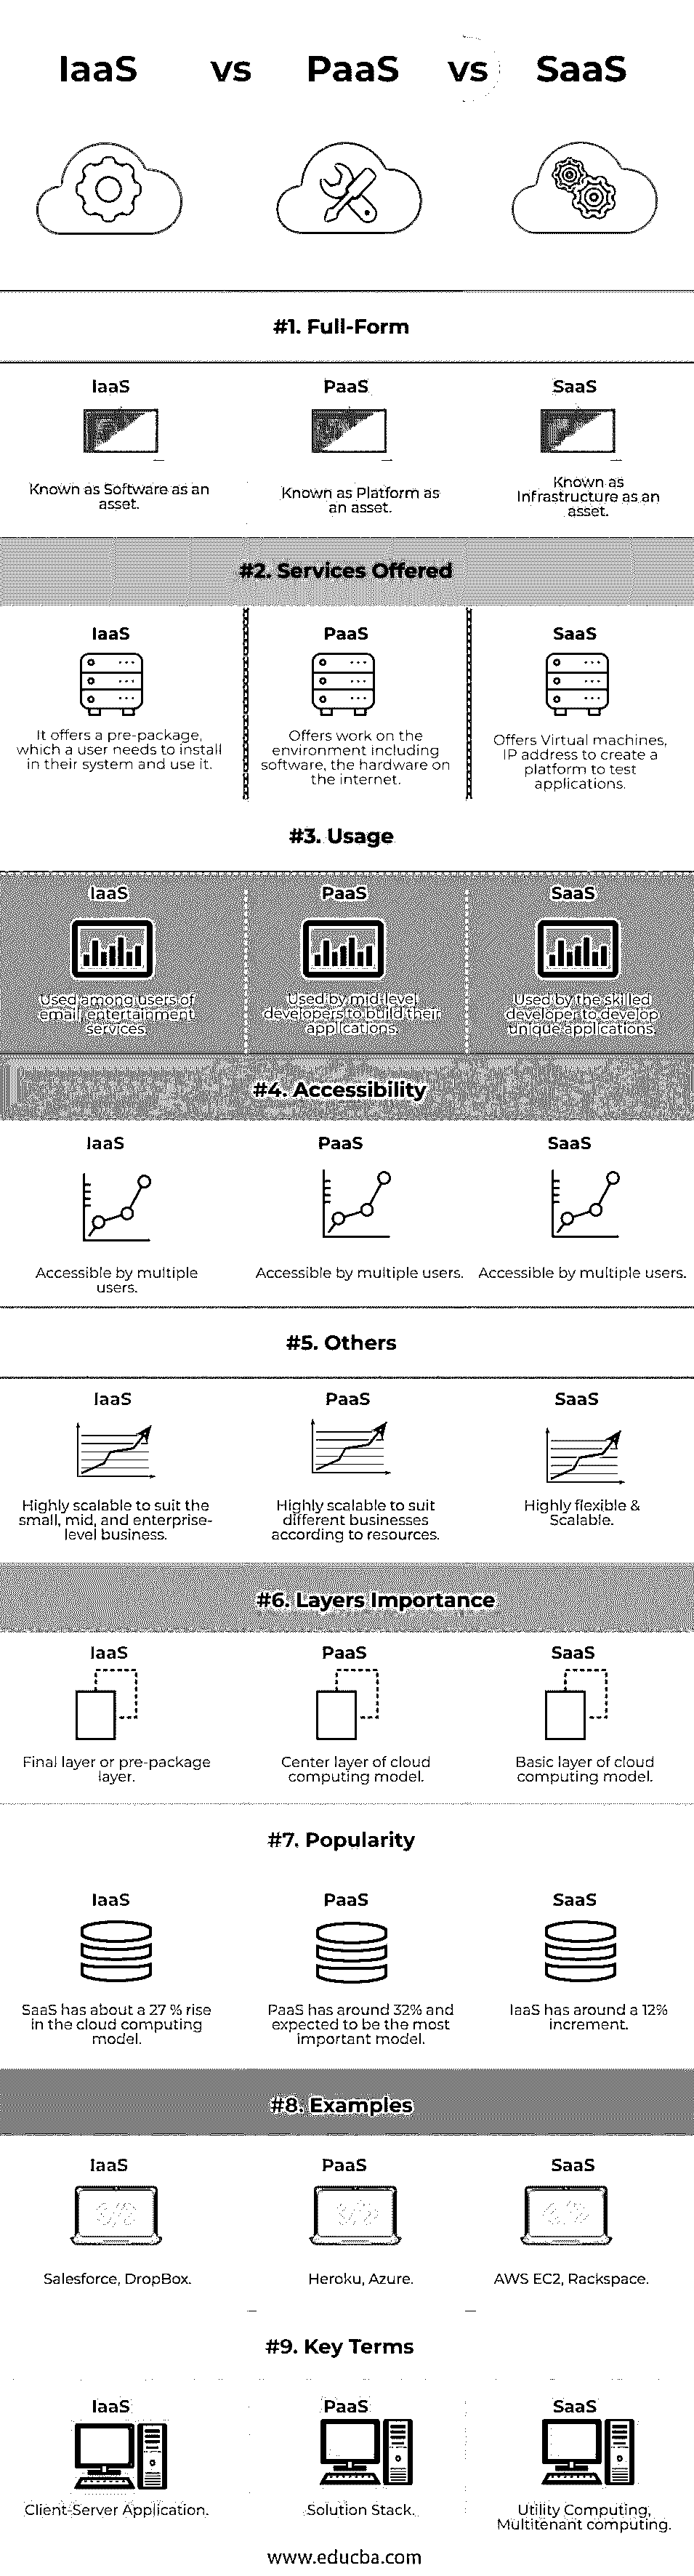 IaaS vs PaaS vs SaaS
#1. Full-Form
IaaS
Known as Software as an
asset.
PaaS
Known as Platform as
an asset.
SaaS
Known as
Infrastructure as an
asset.
#2. Services Offered
IaaS
It offers a pre-package,
which a user needs to install
in their system and use it.
PaaS
Offers work on the
environment including
software, the hardware on
the internet.
SaaS
Offers Virtual machines,
IP address to create a
platform to test
applications.
#3. Usage
IaaS
Used among users of
email, entertainment
services.
PaaS
Used by mid-level
developers to build their
applications.
SaaS
Used by the skilled
developer to develop
unique applications.
#4. Accessibility
IaaS
Accessible by multiple
users.
PaaS
Accessible by multiple users.
SaaS
Accessible by multiple users.
#5. Others
IaaS
Highly scalable to suit the
small, mid, and enterprise-
level business.
PaaS
Highly scalable to suit
different businesses
according to resources.
SaaS
Highly flexible &
Scalable.
#6. Layers Importance
IaaS
Final layer or pre-package
layer.
PaaS
Center layer of cloud
computing model.
SaaS
Basic layer of cloud
computing model.
#7. Popularity
IaaS
SaaS has about a 27 % rise
in the cloud computing
model.
PaaS
PaaS has around 32% and
expected to be the most
important model.
SaaS
IaaS has around a 12%
increment.
#8. Examples
IaaS
Salesforce, DropBox.
PaaS
Heroku, Azure.
SaaS
AWS EC2, Rackspace.
#9. Key Terms
IaaS
Client-Server Application.
PaaS
Solution Stack.
SaaS
Utility Computing,
Multitenant computing.
www.educba.com